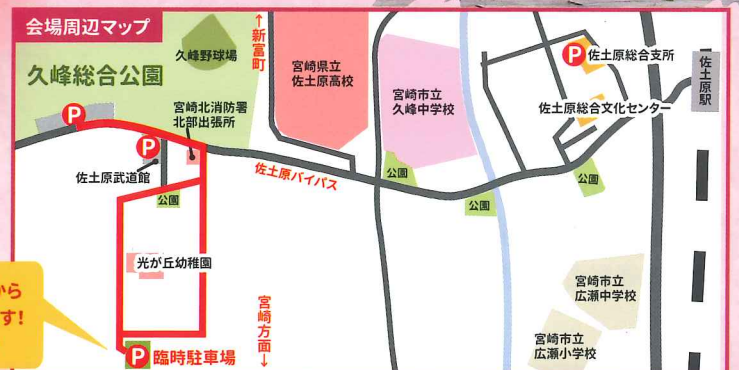 会場周辺マップ
↑新富町
久峰野球場
久峰総合公園
宮崎県立
佐土原高校
宮崎市立
久峰中学校
P 佐土原総合支所
佐土原総合文化センター
佐土原駅
P
宮崎北消防署
北部出張所
P
佐土原武道館
公園
佐土原バイパス
公園
公園
公園
光が丘幼稚園
から
す!
宮崎方面↓
宮崎市立
広瀬中学校
宮崎市立
広瀬小学校
P 臨時駐車場